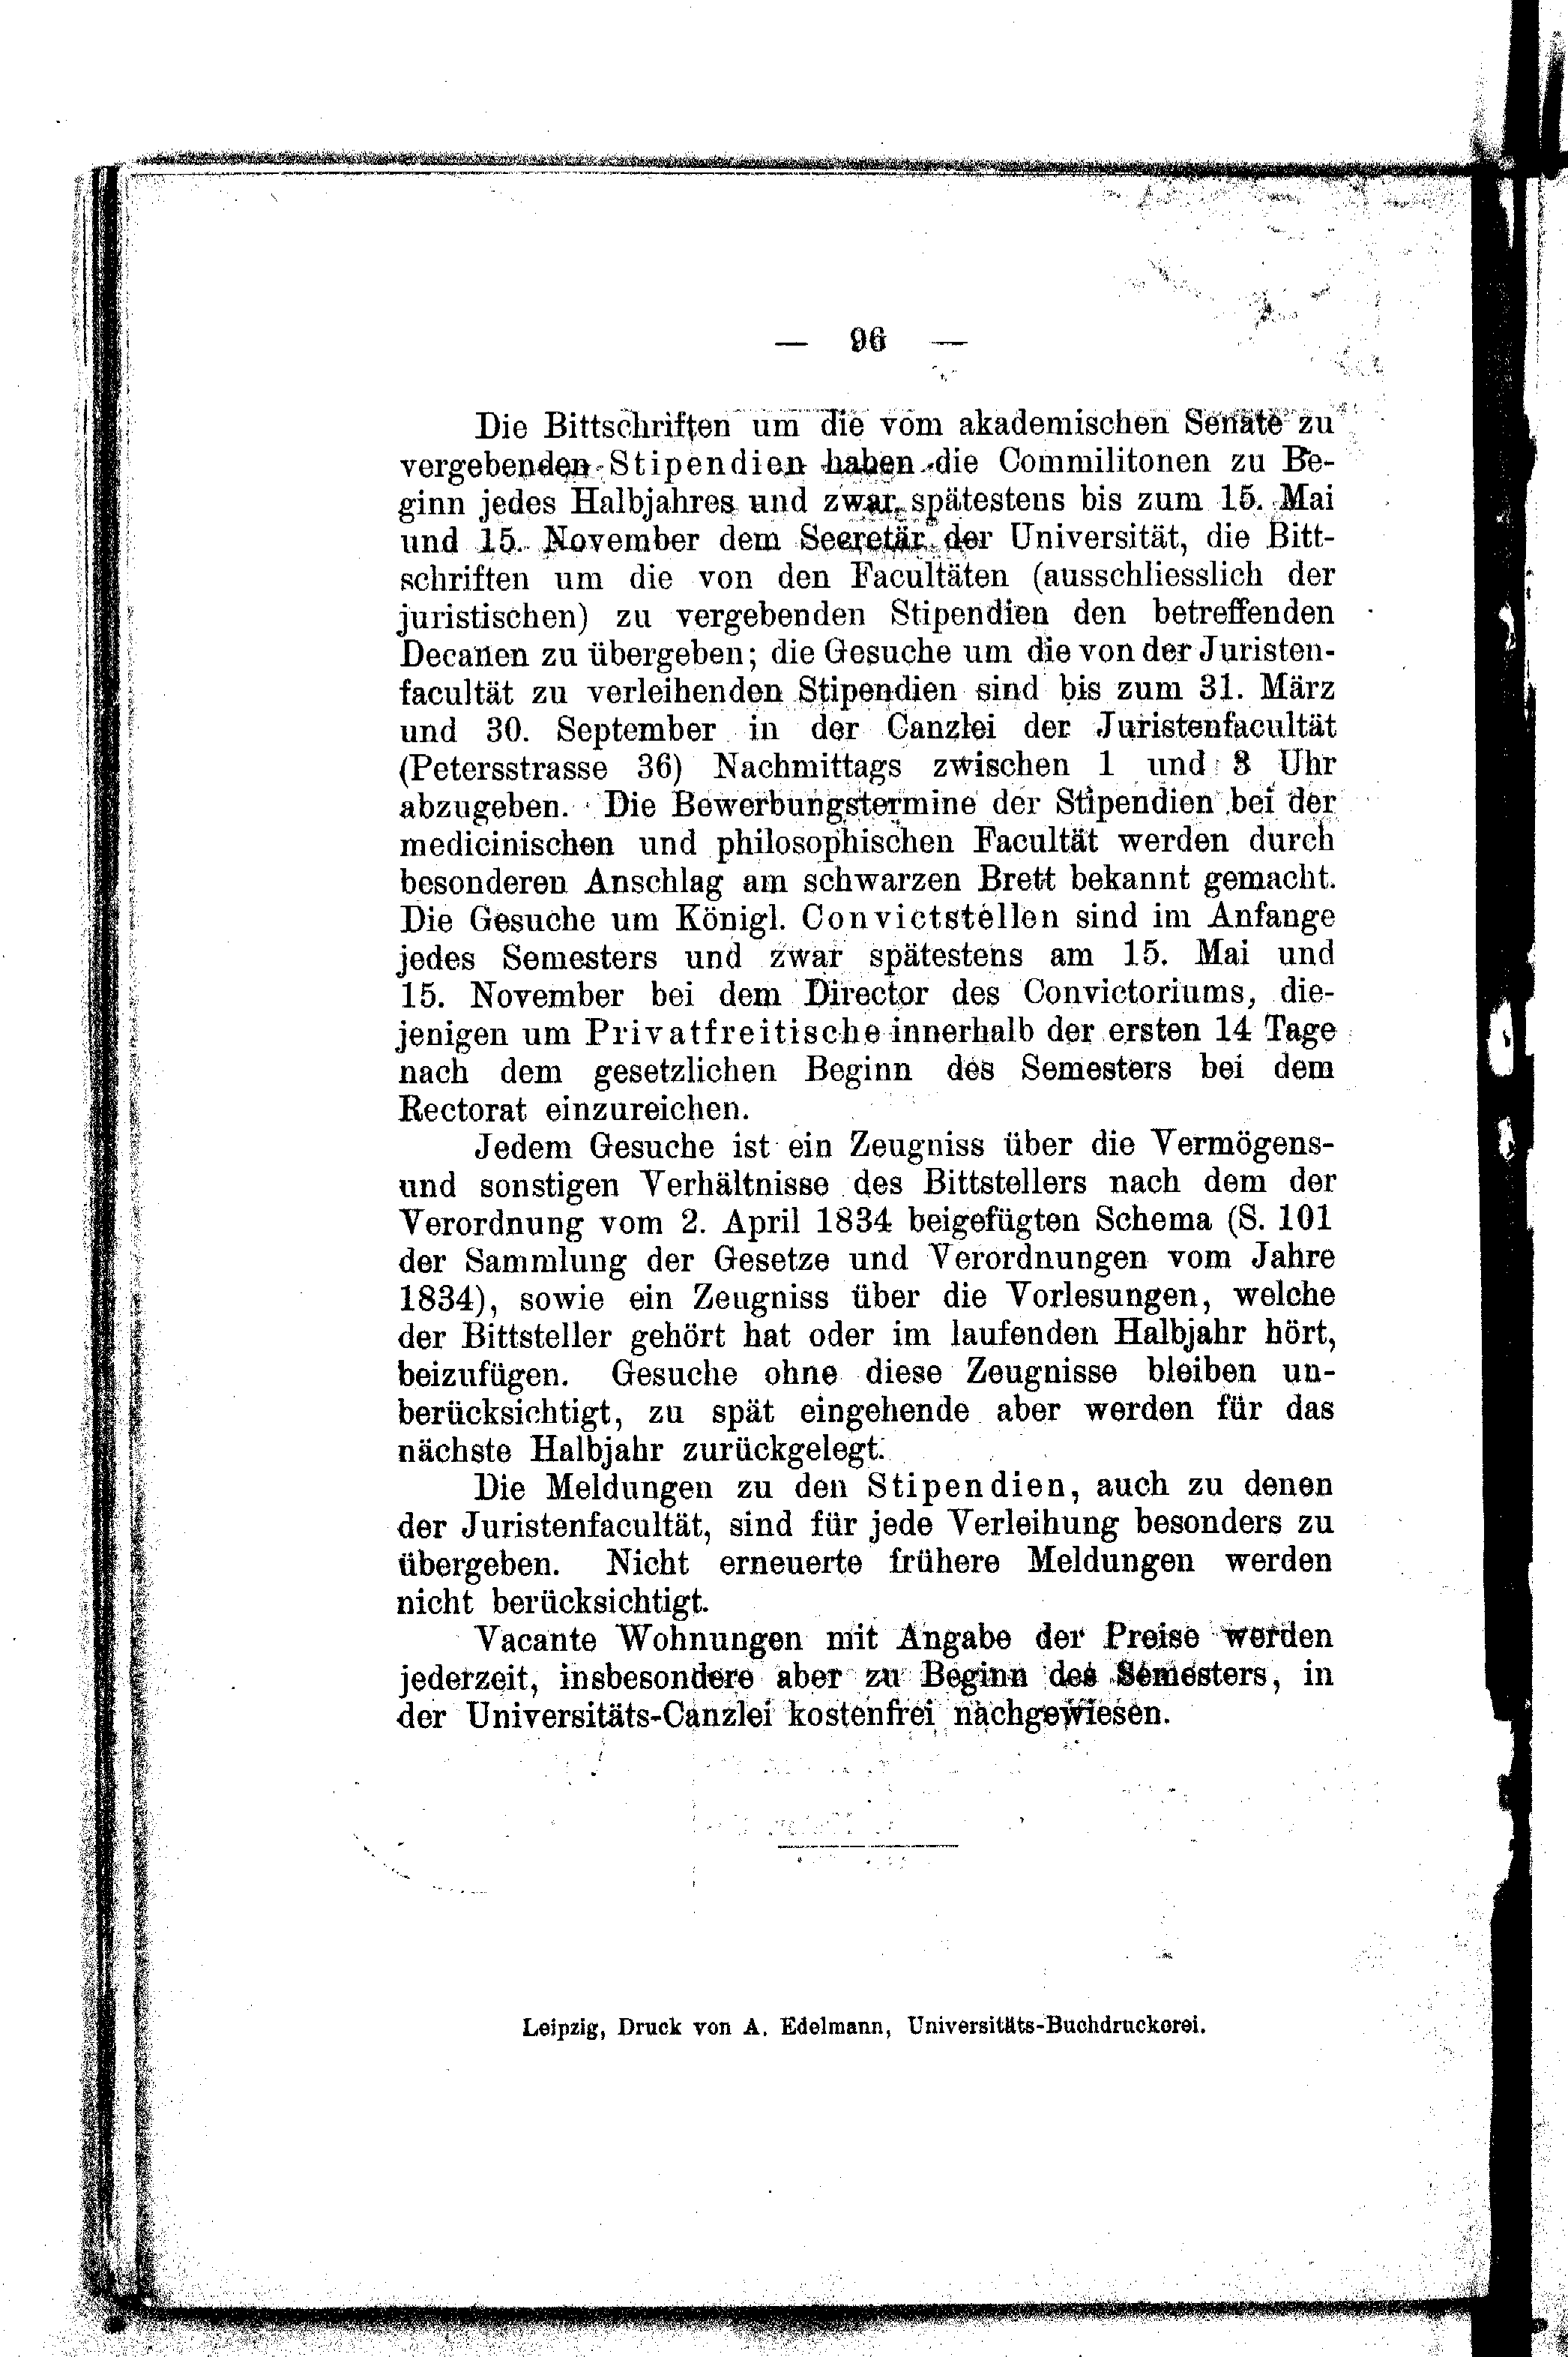 — 96 —
Die Bittschriften um die vom akademischen Senate zu
vergebenden Stipendien haben die Commilitonen zu Be-
ginn jedes Halbjahres und zwar spätestens bis zum 15. Mai
und 15. November dem Secretär der Universität, die Bitt-
schriften um die von den Facultäten (ausschliesslich der
juristischen) zu vergebenden Stipendien den betreffenden
Decanen zu übergeben; die Gesuche um die von der Juristen-
facultät zu verleihenden Stipendien sind bis zum 31. März
und 30. September in der Canzlei der Juristenfacultät
(Petersstrasse 36) Nachmittags zwischen 1 und 3 Uhr
abzugeben. Die Bewerbungstermine der Stipendien bei der
medicinischen und philosophischen Facultät werden durch
besonderen Anschlag am schwarzen Brett bekannt gemacht.
Die Gesuche um Königl. Convictstellen sind im Anfange
jedes Semesters und zwar spätestens am 15. Mai und
15. November bei dem Director des Convictoriums, die-
jenigen um Privatfreitische innerhalb der ersten 14 Tage
nach dem gesetzlichen Beginn des Semesters bei dem
Rectorat einzureichen.
Jedem Gesuche ist ein Zeugniss über die Vermögens-
und sonstigen Verhältnisse des Bittstellers nach dem der
Verordnung vom 2. April 1834 beigefügten Schema (S. 101
der Sammlung der Gesetze und Verordnungen vom Jahre
1834), sowie ein Zeugniss über die Vorlesungen, welche
der Bittsteller gehört hat oder im laufenden Halbjahr hört,
beizufügen. Gesuche ohne diese Zeugnisse bleiben un-
berücksichtigt, zu spät eingehende aber werden für das
nächste Halbjahr zurückgelegt.
Die Meldungen zu den Stipendien, auch zu denen
der Juristenfacultät, sind für jede Verleihung besonders zu
übergeben. Nicht erneuerte frühere Meldungen werden
nicht berücksichtigt.
Vacante Wohnungen mit Angabe der Preise werden
jederzeit, insbesondere aber zu Beginn des Semesters, in
der Universitäts-Canzlei kostenfrei nachgewiesen.
Leipzig, Druck von A. Edelmann, Universitäts-Buchdruckerei.